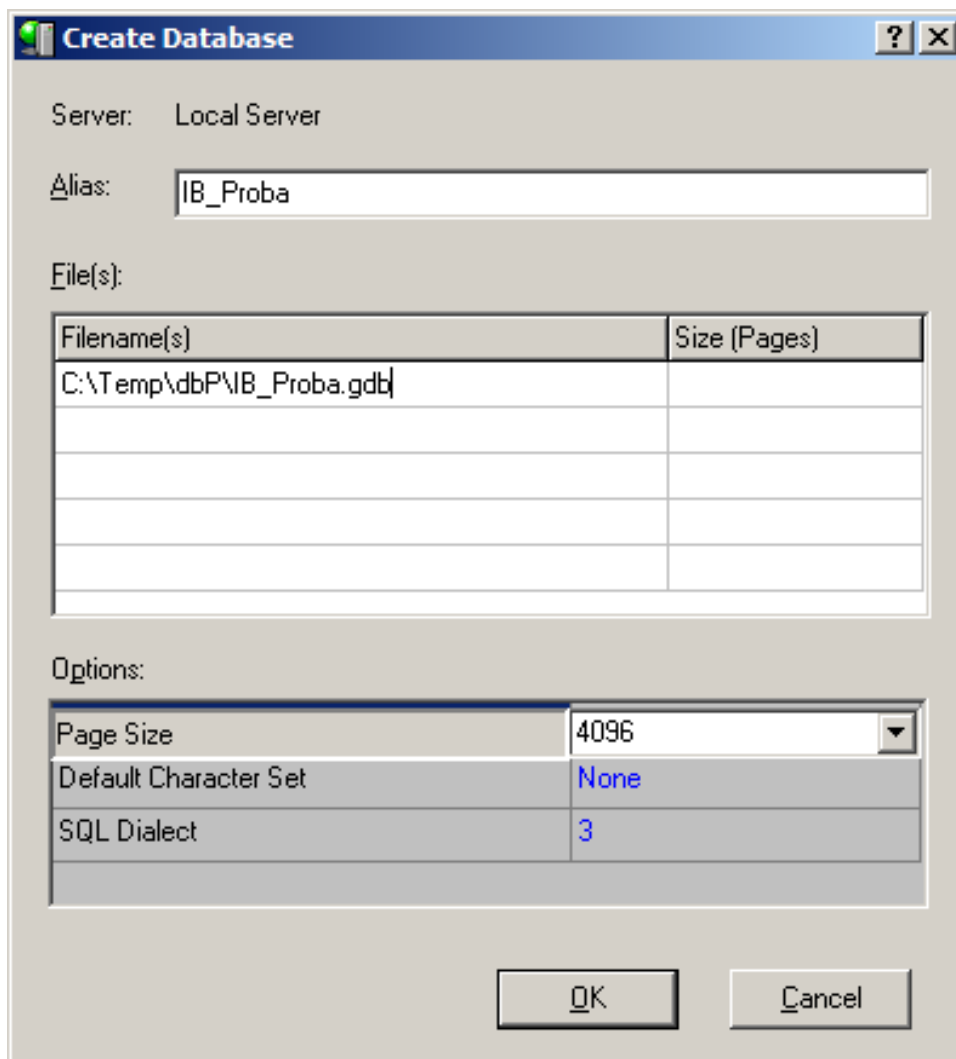 Create Database
Server: Local Server
Alias: IB_Proba
File(s):
Filename(s) Size (Pages)
C:\Temp\dbP\IB_Proba.gdb
Options:
Page Size 4096
Default Character Set None
SQL Dialect 3
OK Cancel